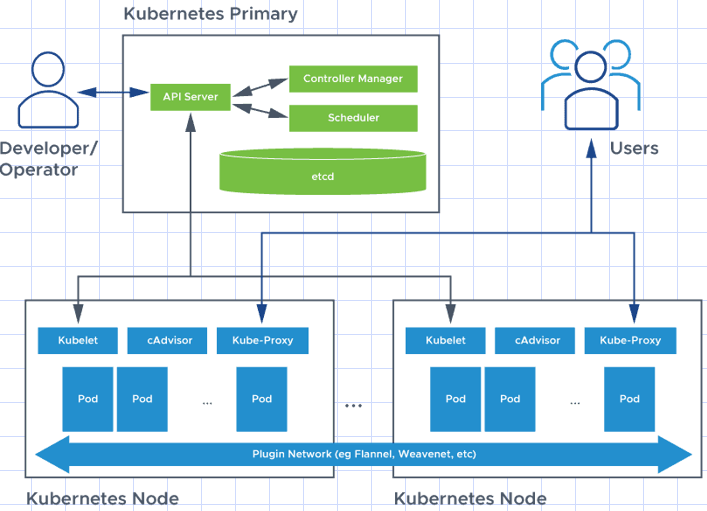 Kubernetes Primary
API Server
Controller Manager
Scheduler
etcd
Developer/
Operator
Users
Kubelet
cAdvisor
Kube-Proxy
Pod
Pod
...
Pod
...
Kubelet
cAdvisor
Kube-Proxy
Pod
Pod
...
Pod
Plugin Network (eg Flannel, Weavenet, etc)
Kubernetes Node
Kubernetes Node